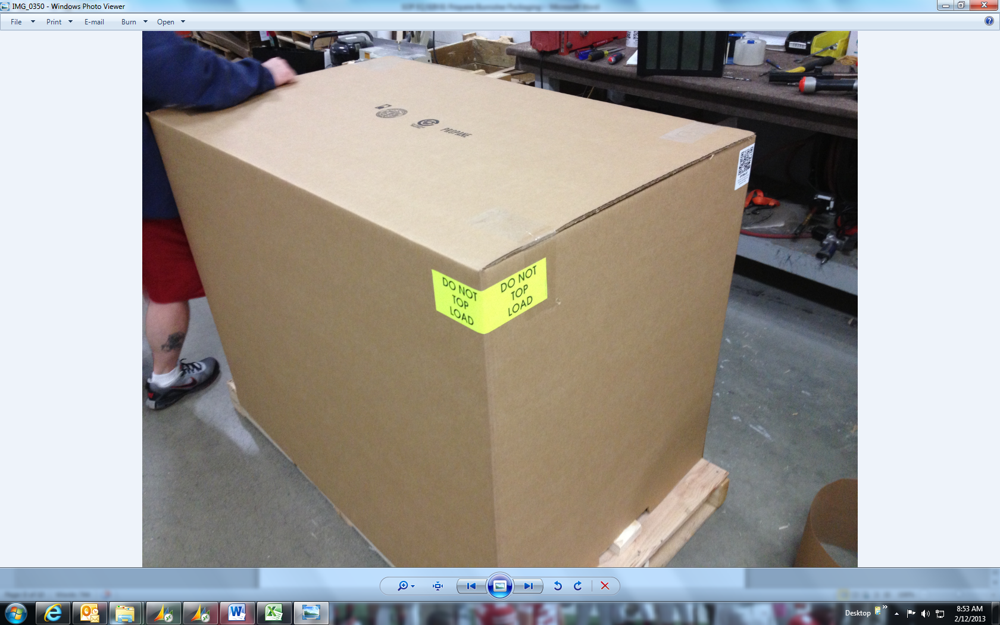 IMG_0350 - Windows Photo Viewer
File
Print
E-mail
Burn
Open
PROPANE
DO NOT
TOP
LOAD
DO NOT
TOP
LOAD
Desktop
8:53 AM
2/12/2013